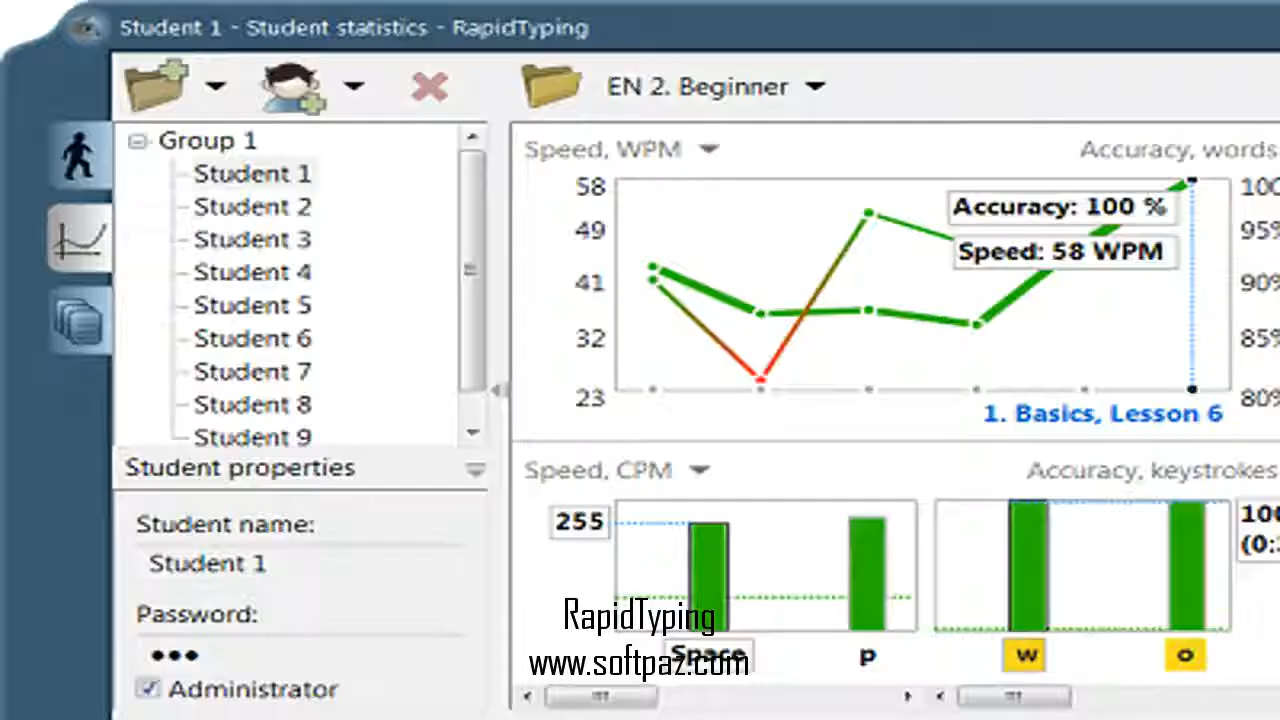 Student 1 - Student statistics - RapidTyping
EN 2. Beginner
Group 1
Student 1
Student 2
Student 3
Student 4
Student 5
Student 6
Student 7
Student 8
Student 9
Student properties
Student name:
Student 1
Password:
Administrator
Speed, WPM
Accuracy, words
58
49
41
32
23
100
95%
90%
85%
80%
Accuracy: 100 %
Speed: 58 WPM
1. Basics, Lesson 6
Speed, CPM
Accuracy, keystrokes
255
100
Space
p
w
o
RapidTyping
www.softpaz.com